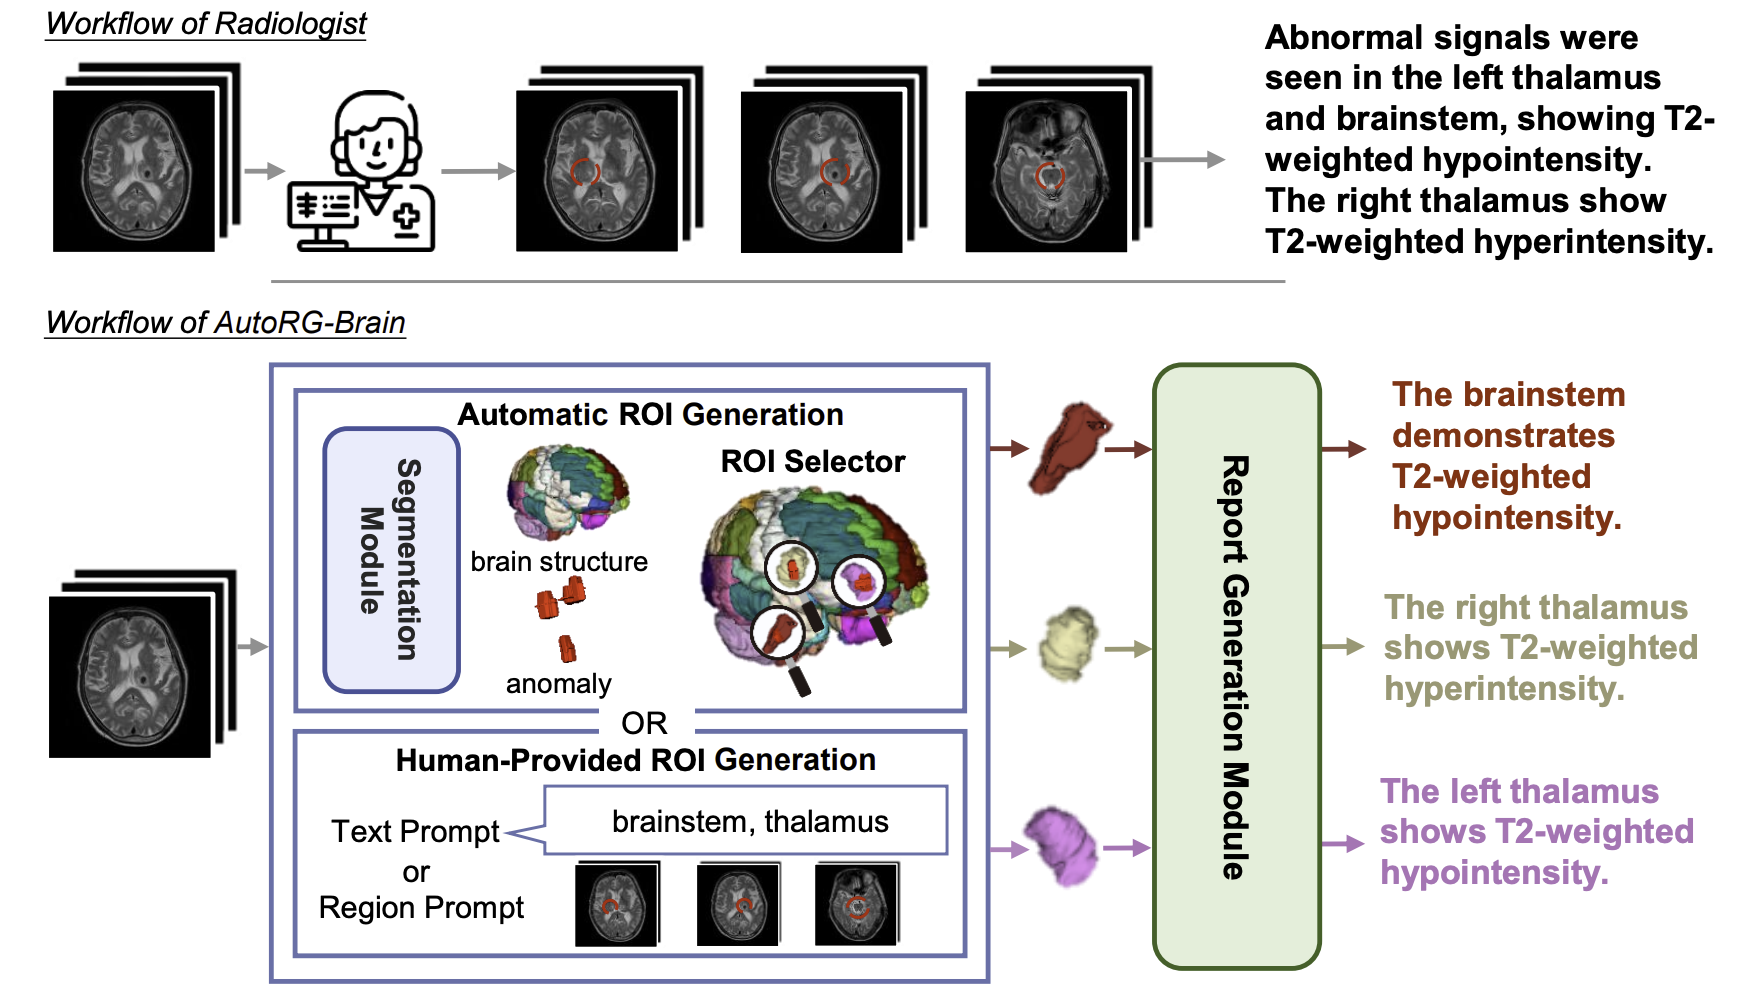 Workflow of Radiologist
Abnormal signals were
seen in the left thalamus
and brainstem, showing T2-
weighted hypointensity.
The right thalamus show
T2-weighted hyperintensity.
Workflow of AutoRG-Brain
Automatic ROI Generation
Segmentation
Module
brain structure
anomaly
ROI Selector
OR
Human-Provided ROI Generation
Text Prompt
or
Region Prompt
brainstem, thalamus
Report Generation Module
The brainstem
demonstrates
T2-weighted
hypointensity.
The right thalamus
shows T2-weighted
hyperintensity.
The left thalamus
shows T2-weighted
hypointensity.